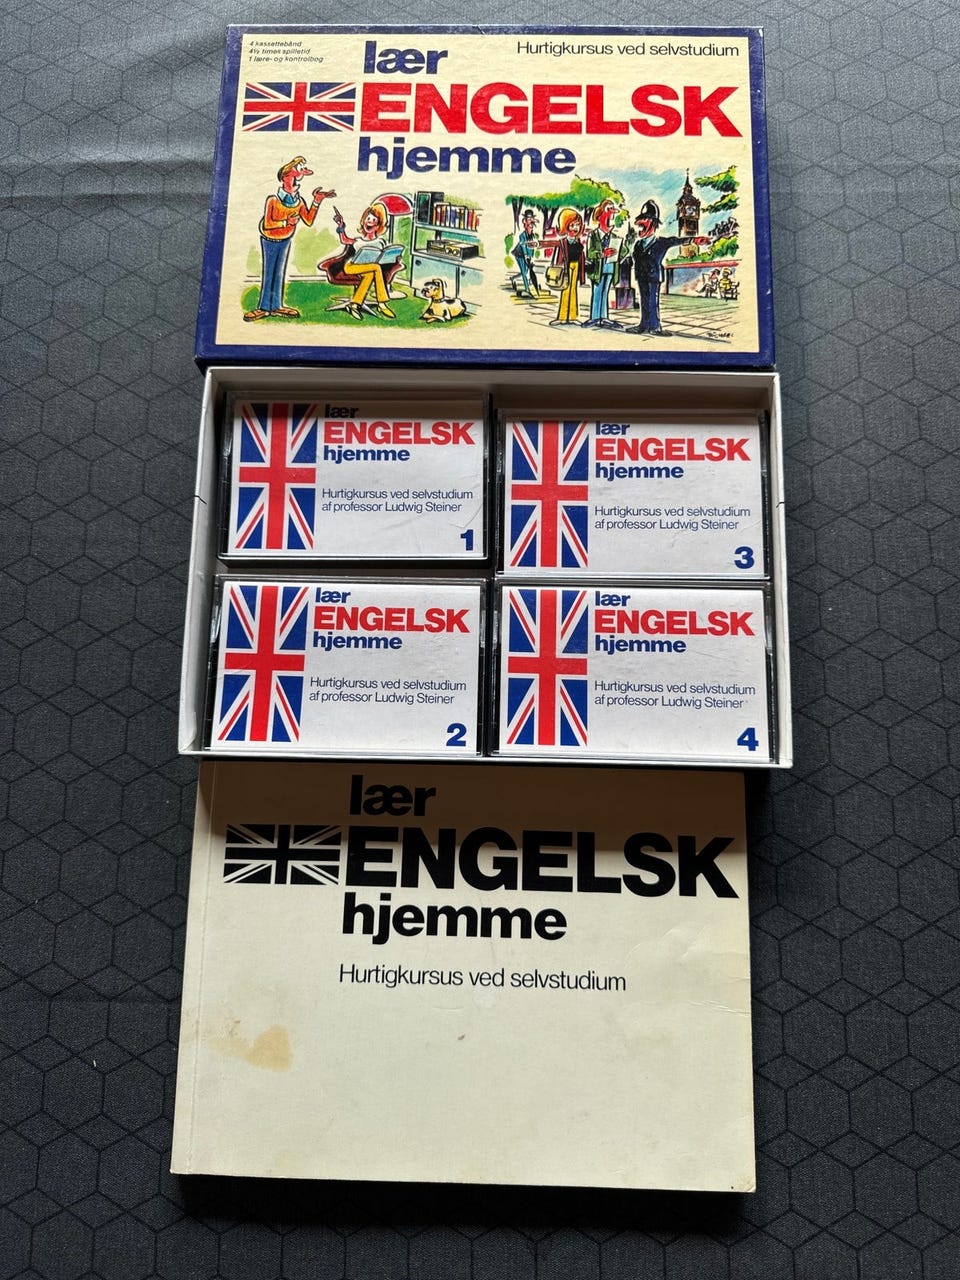 4 kassettebånd
4½ times spilletid
1 lære- og kontrolbog
Hurtigkursus ved selvstudium
lær
ENGELSK
hjemme
lær
ENGELSK
hjemme
Hurtigkursus ved selvstudium
af professor Ludwig Steiner
1
lær
ENGELSK
hjemme
Hurtigkursus ved selvstudium
af professor Ludwig Steiner
3
lær
ENGELSK
hjemme
Hurtigkursus ved selvstudium
af professor Ludwig Steiner
2
lær
ENGELSK
hjemme
Hurtigkursus ved selvstudium
af professor Ludwig Steiner
4
lær
ENGELSK
hjemme
Hurtigkursus ved selvstudium